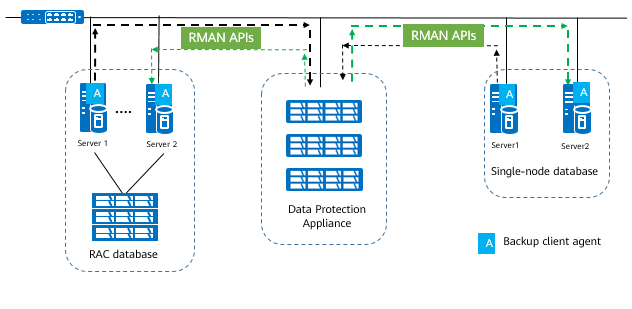 RMAN APIs
RMAN APIs
A
....
A
A
A
Server 1
Server 2
Server1
Server2
Single-node database
Data Protection
Appliance
RAC database
A
Backup client agent